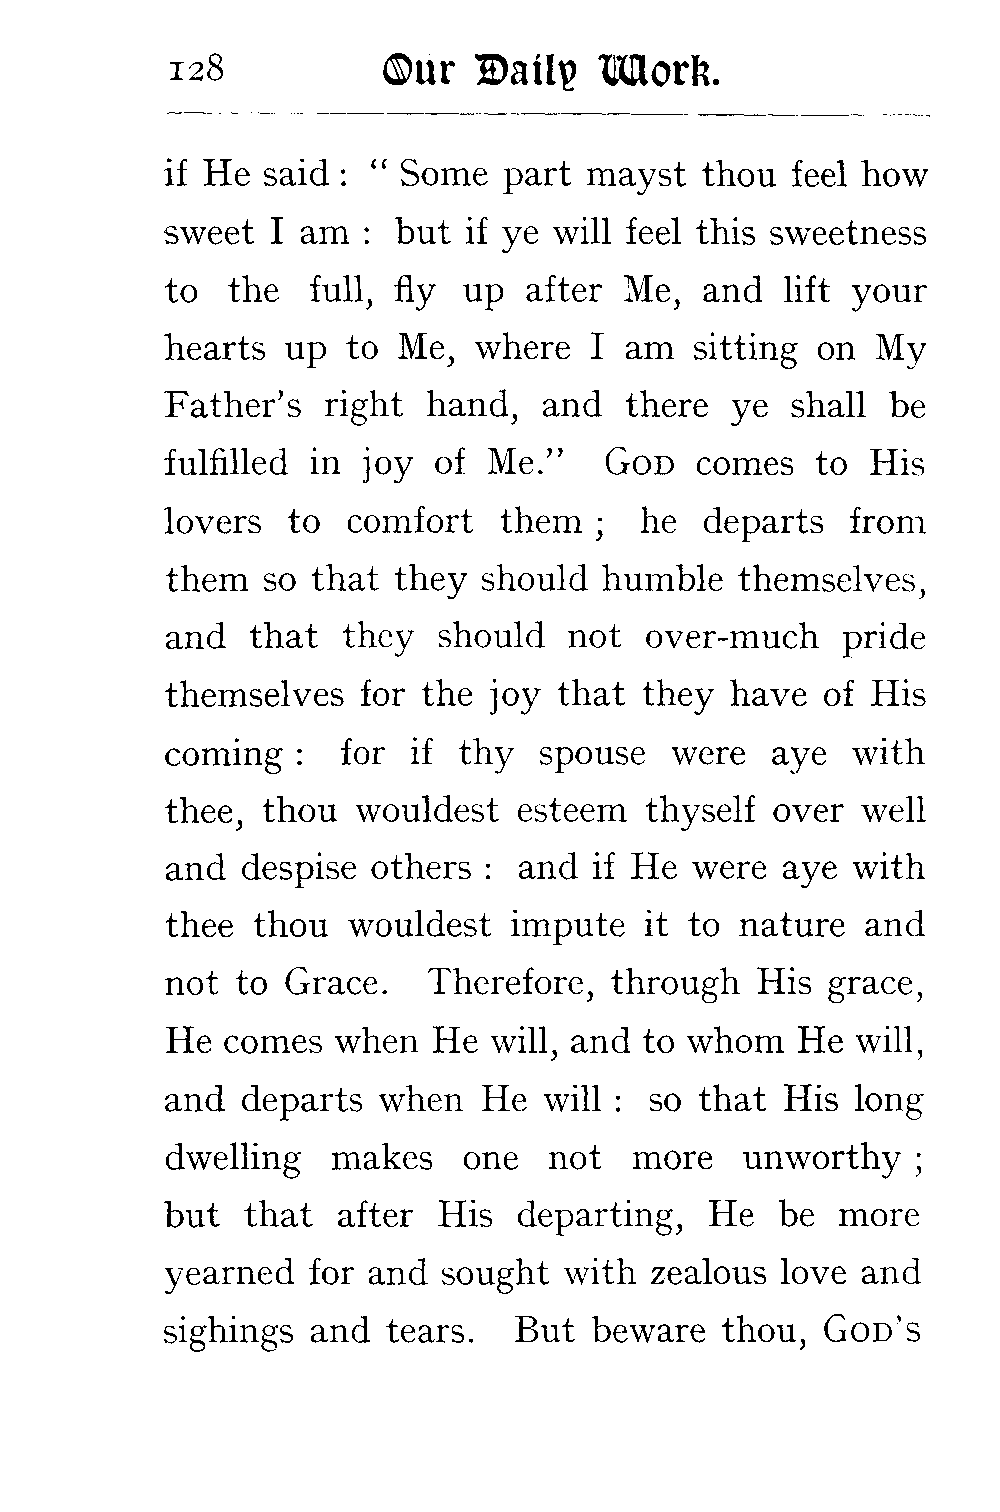 128 Our Daily Work.
if He said : " Some part mayst thou feel how
sweet I am : but if ye will feel this sweetness
to the full, fly up after Me, and lift your
hearts up to Me, where I am sitting on My
Father's right hand, and there ye shall be
fulfilled in joy of Me." GOD comes to His
lovers to comfort them ; he departs from
them so that they should humble themselves,
and that they should not over-much pride
themselves for the joy that they have of His
coming : for if thy spouse were aye with
thee, thou wouldest esteem thyself over well
and despise others : and if He were aye with
thee thou wouldest impute it to nature and
not to Grace. Therefore, through His grace,
He comes when He will, and to whom He will,
and departs when He will : so that His long
dwelling makes one not more unworthy ;
but that after His departing, He be more
yearned for and sought with zealous love and
sighings and tears. But beware thou, GOD'S